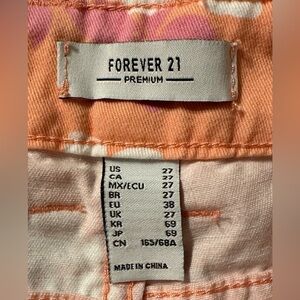 FOREVER 21
PREMIUM
US 27
CA 27
MX/ECU 27
BR 27
EU 38
UK 27
KR 69
JP 69
CN 165/68A
MADE IN CHINA